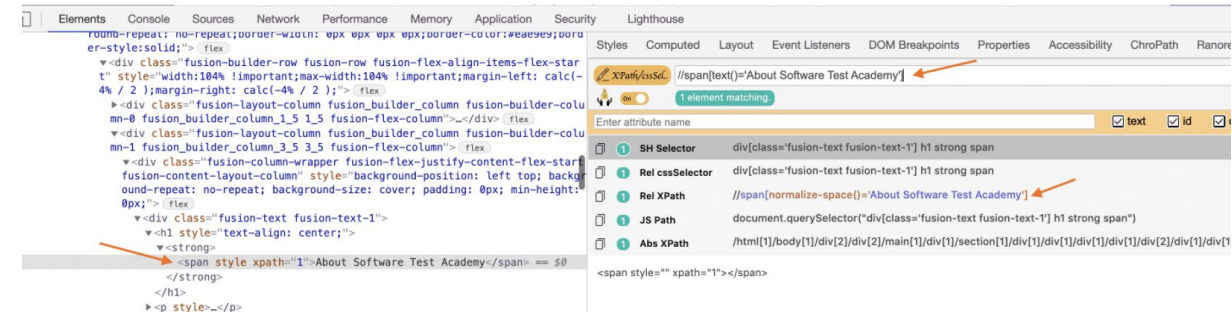 Elements Console Sources Network Performance Memory Application Security Lighthouse
round-repeat: no-repeat;border-width: 0px 0px 0px 0px;border-color:#eae9e9;bord
er-style:solid;"> flex
▼<div class="fusion-builder-row fusion-row fusion-flex-align-items-flex-star
t" style="width:104% !important;max-width:104% !important;margin-left: calc(-
4% / 2 );margin-right: calc(-4% / 2 );"> flex
▶<div class="fusion-layout-column fusion_builder_column fusion-builder-colu
mn-0 fusion_builder_column_1_5 1_5 fusion-flex-column">…</div> flex
▼<div class="fusion-layout-column fusion_builder_column fusion-builder-colu
mn-1 fusion_builder_column_3_5 3_5 fusion-flex-column"> flex
▼<div class="fusion-column-wrapper fusion-flex-justify-content-flex-start
fusion-content-layout-column" style="background-position: left top; backgr
ound-repeat: no-repeat; background-size: cover; padding: 0px; min-height:
0px;"> flex
▼<div class="fusion-text fusion-text-1">
▼<h1 style="text-align: center;">
▼<strong>
<span style xpath="1">About Software Test Academy</span> == $0
</strong>
</h1>
▶<p style>…</p>
Styles Computed Layout Event Listeners DOM Breakpoints Properties Accessibility ChroPath Ranore
XPath/cssSel. //span[text()='About Software Test Academy']
On 1 element matching.
Enter attribute name text id
1 SH Selector div[class='fusion-text fusion-text-1'] h1 strong span
1 Rel cssSelector div[class='fusion-text fusion-text-1'] h1 strong span
1 Rel XPath //span[normalize-space()='About Software Test Academy']
1 JS Path document.querySelector("div[class='fusion-text fusion-text-1'] h1 strong span")
1 Abs XPath /html[1]/body[1]/div[2]/div[2]/main[1]/div[1]/section[1]/div[1]/div[1]/div[1]/div[1]/div[2]/div[1]/div[1
<span style="" xpath="1"></span>